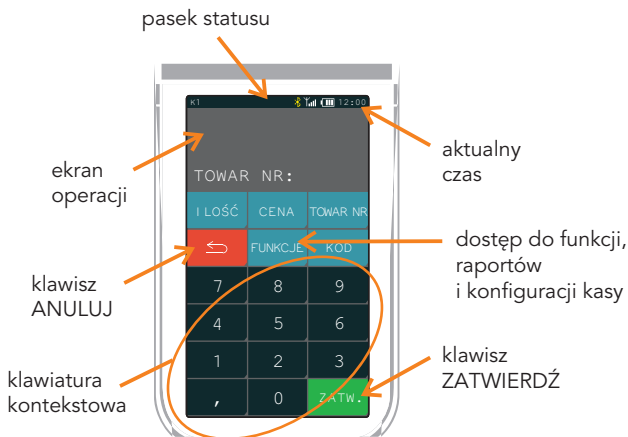 pasek statusu
K1 12:00
ekran
operacji
aktualny
czas
TOWAR NR:
ILOŚĆ CENA TOWAR NR
FUNKCJE KOD
dostęp do funkcji,
raportów
i konfiguracji kasy
klawisz
ANULUJ
7 8 9
4 5 6
1 2 3
klawisz
ZATWIERDŹ
klawiatura
kontekstowa
, 0 ZATW.